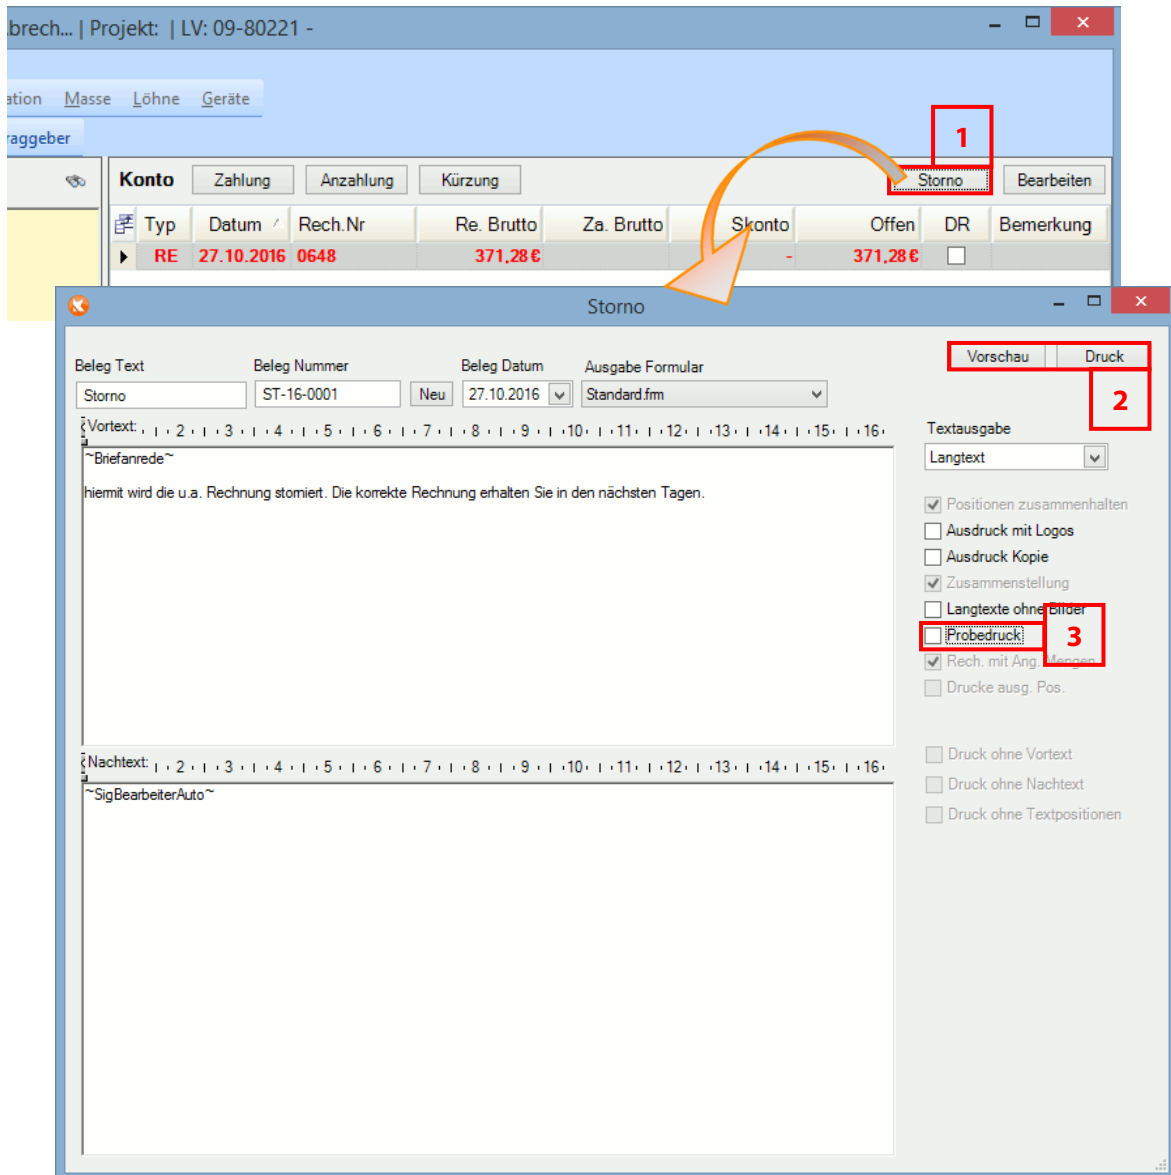 brech... | Projekt:  | LV: 09-80221 -
ation Masse Löhne Geräte
raggeber
1
Konto Zahlung Anzahlung Kürzung Storno Bearbeiten
Typ Datum Rech.Nr Re. Brutto Za. Brutto Skonto Offen DR Bemerkung
RE 27.10.2016 0648 371,28 € - 371,28 €
Storno
Vorschau Druck
2
Beleg Text Beleg Nummer Beleg Datum Ausgabe Formular
Storno ST-16-0001 Neu 27.10.2016 Standard.frm
Vortext: 2 3 4 5 6 7 8 9 10 11 12 13 14 15 16
Textausgabe
~Briefanrede~
Langtext
hiermit wird die u.a. Rechnung storniert. Die korrekte Rechnung erhalten Sie in den nächsten Tagen.
Positionen zusammenhalten
Ausdruck mit Logos
Ausdruck Kopie
Zusammenstellung
Langtexte ohne Bilder
Probedruck
3
Rech. mit Ang. Mengen
Drucke ausg. Pos.
Druck ohne Vortext
Druck ohne Nachtext
Druck ohne Textpositionen
Nachtext: 2 3 4 5 6 7 8 9 10 11 12 13 14 15 16
~SigBearbeiterAuto~